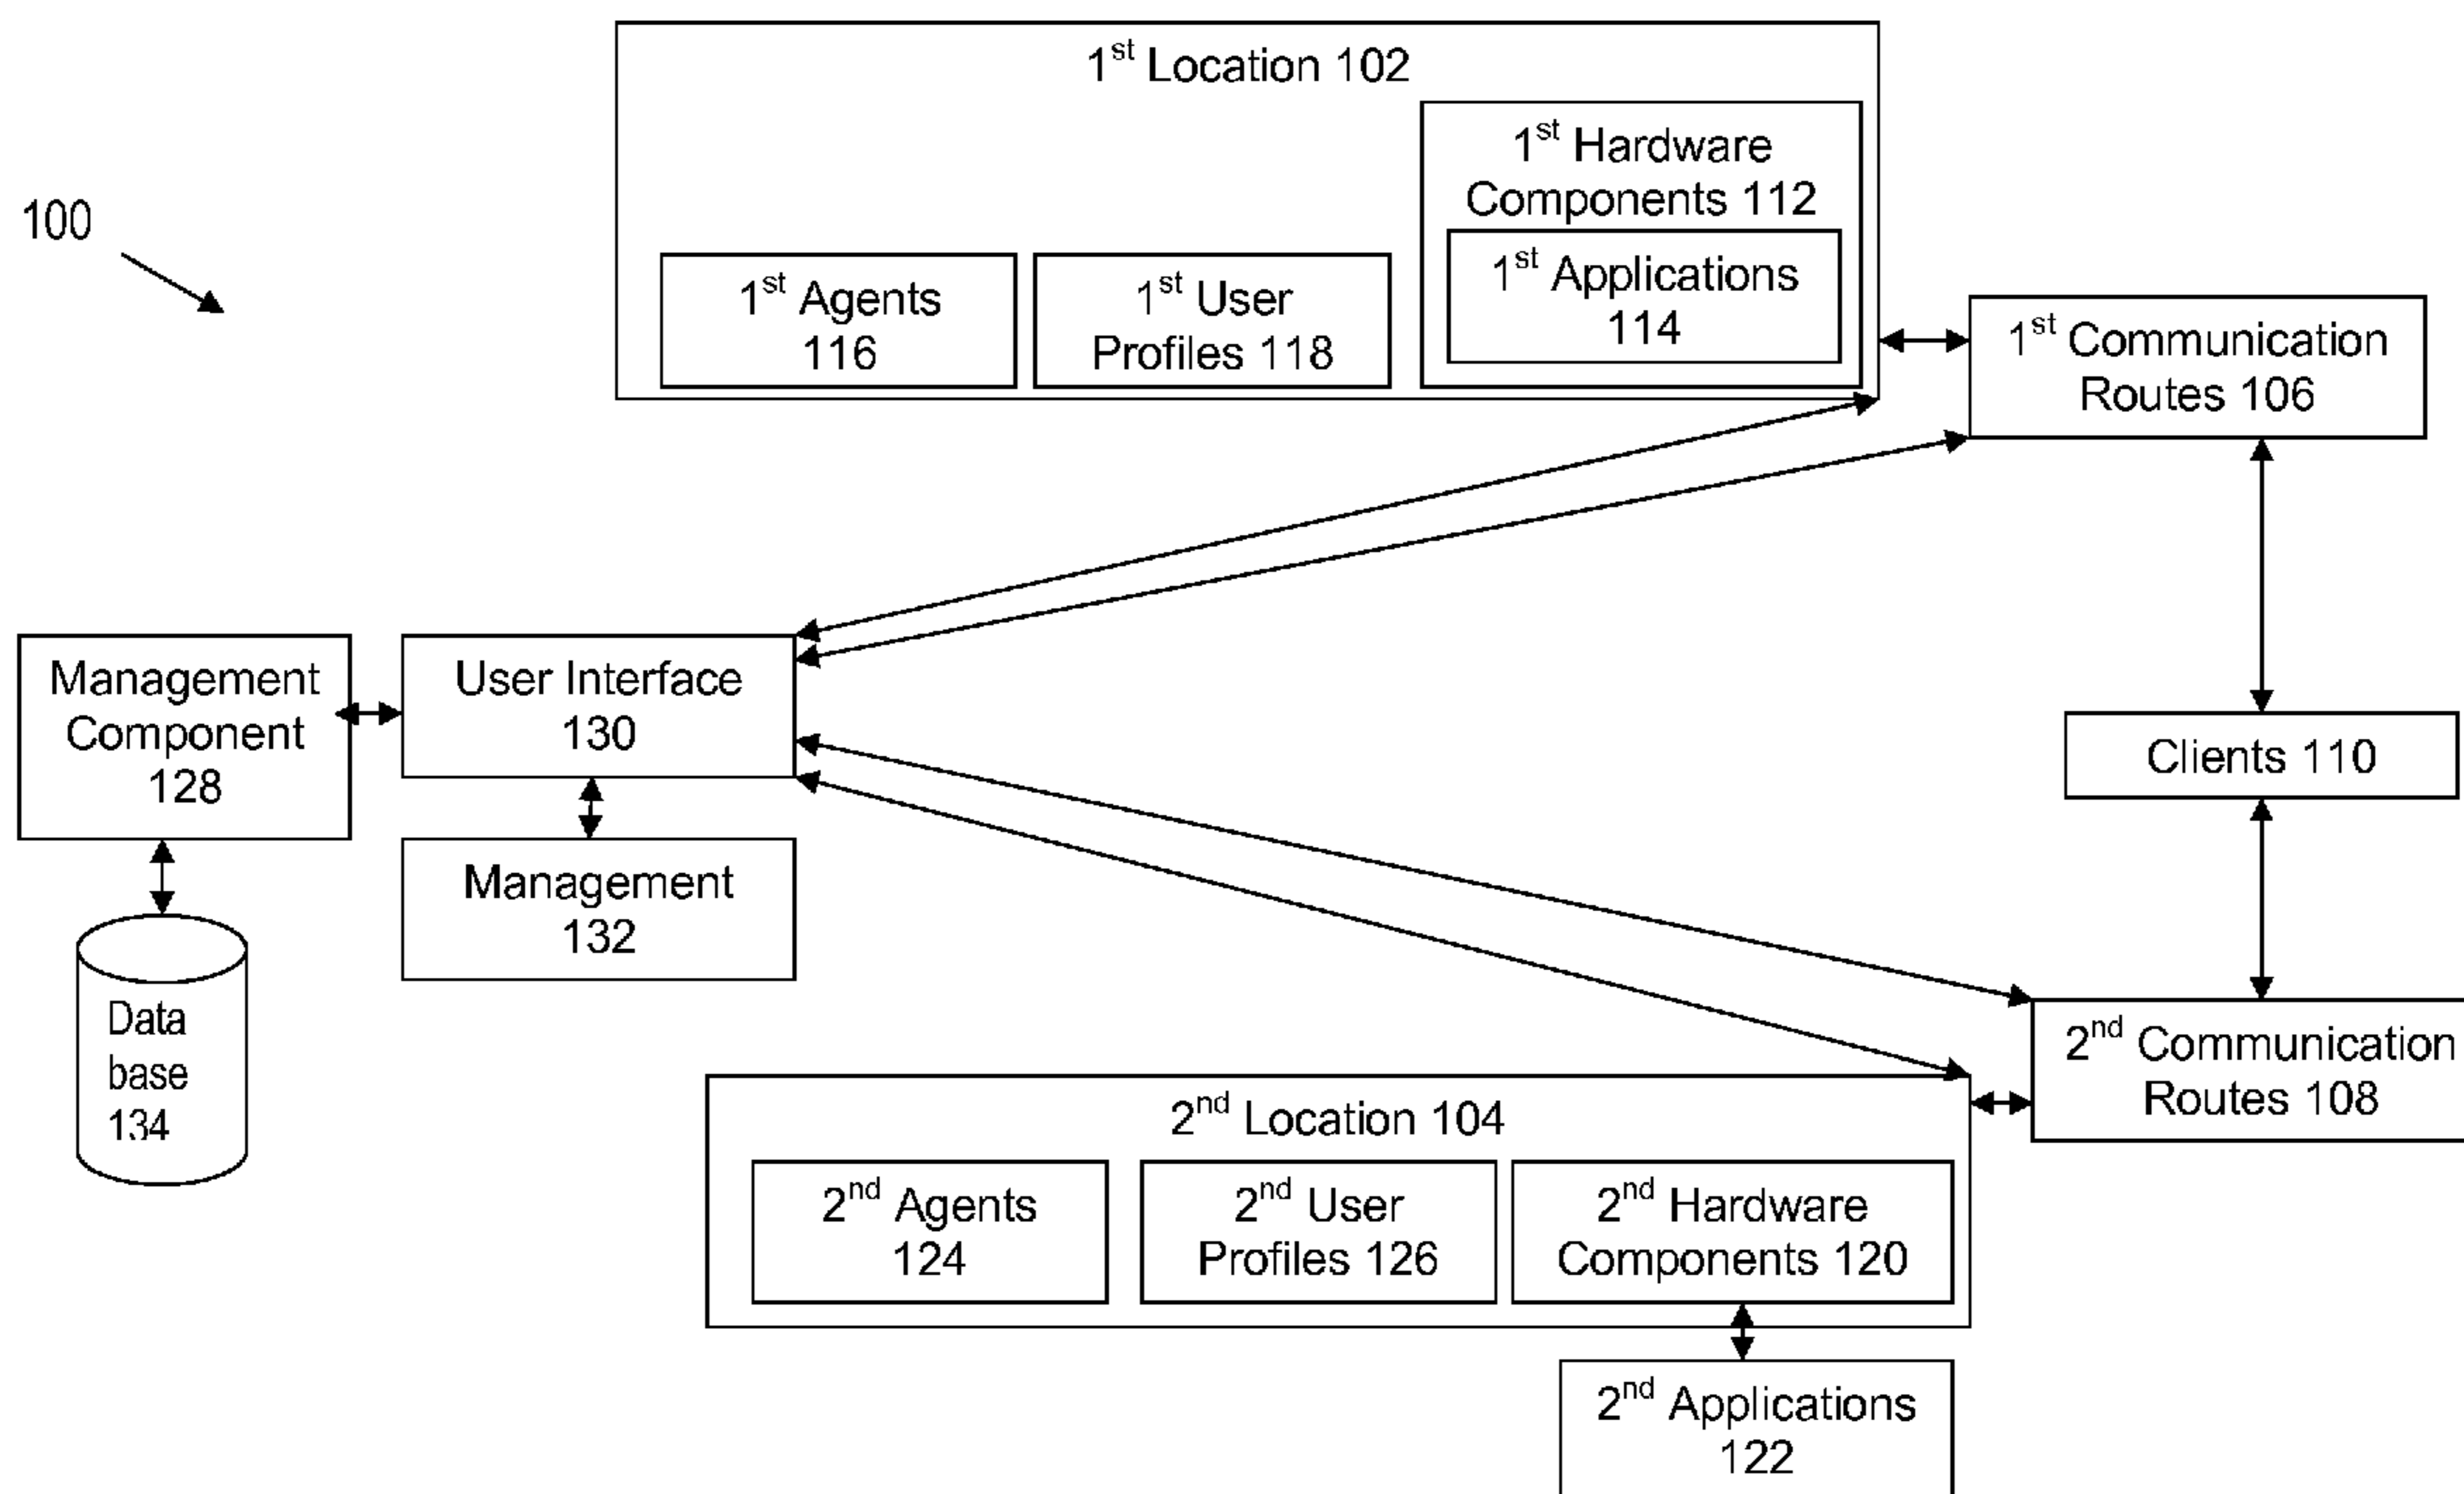 1st Location 102
1st Hardware
Components 112
1st Applications
114
1st Agents
116
1st User
Profiles 118
100
1st Communication
Routes 106
Management
Component
128
User Interface
130
Clients 110
Management
132
Data
base
134
2nd Communication
Routes 108
2nd Location 104
2nd Agents
124
2nd User
Profiles 126
2nd Hardware
Components 120
2nd Applications
122